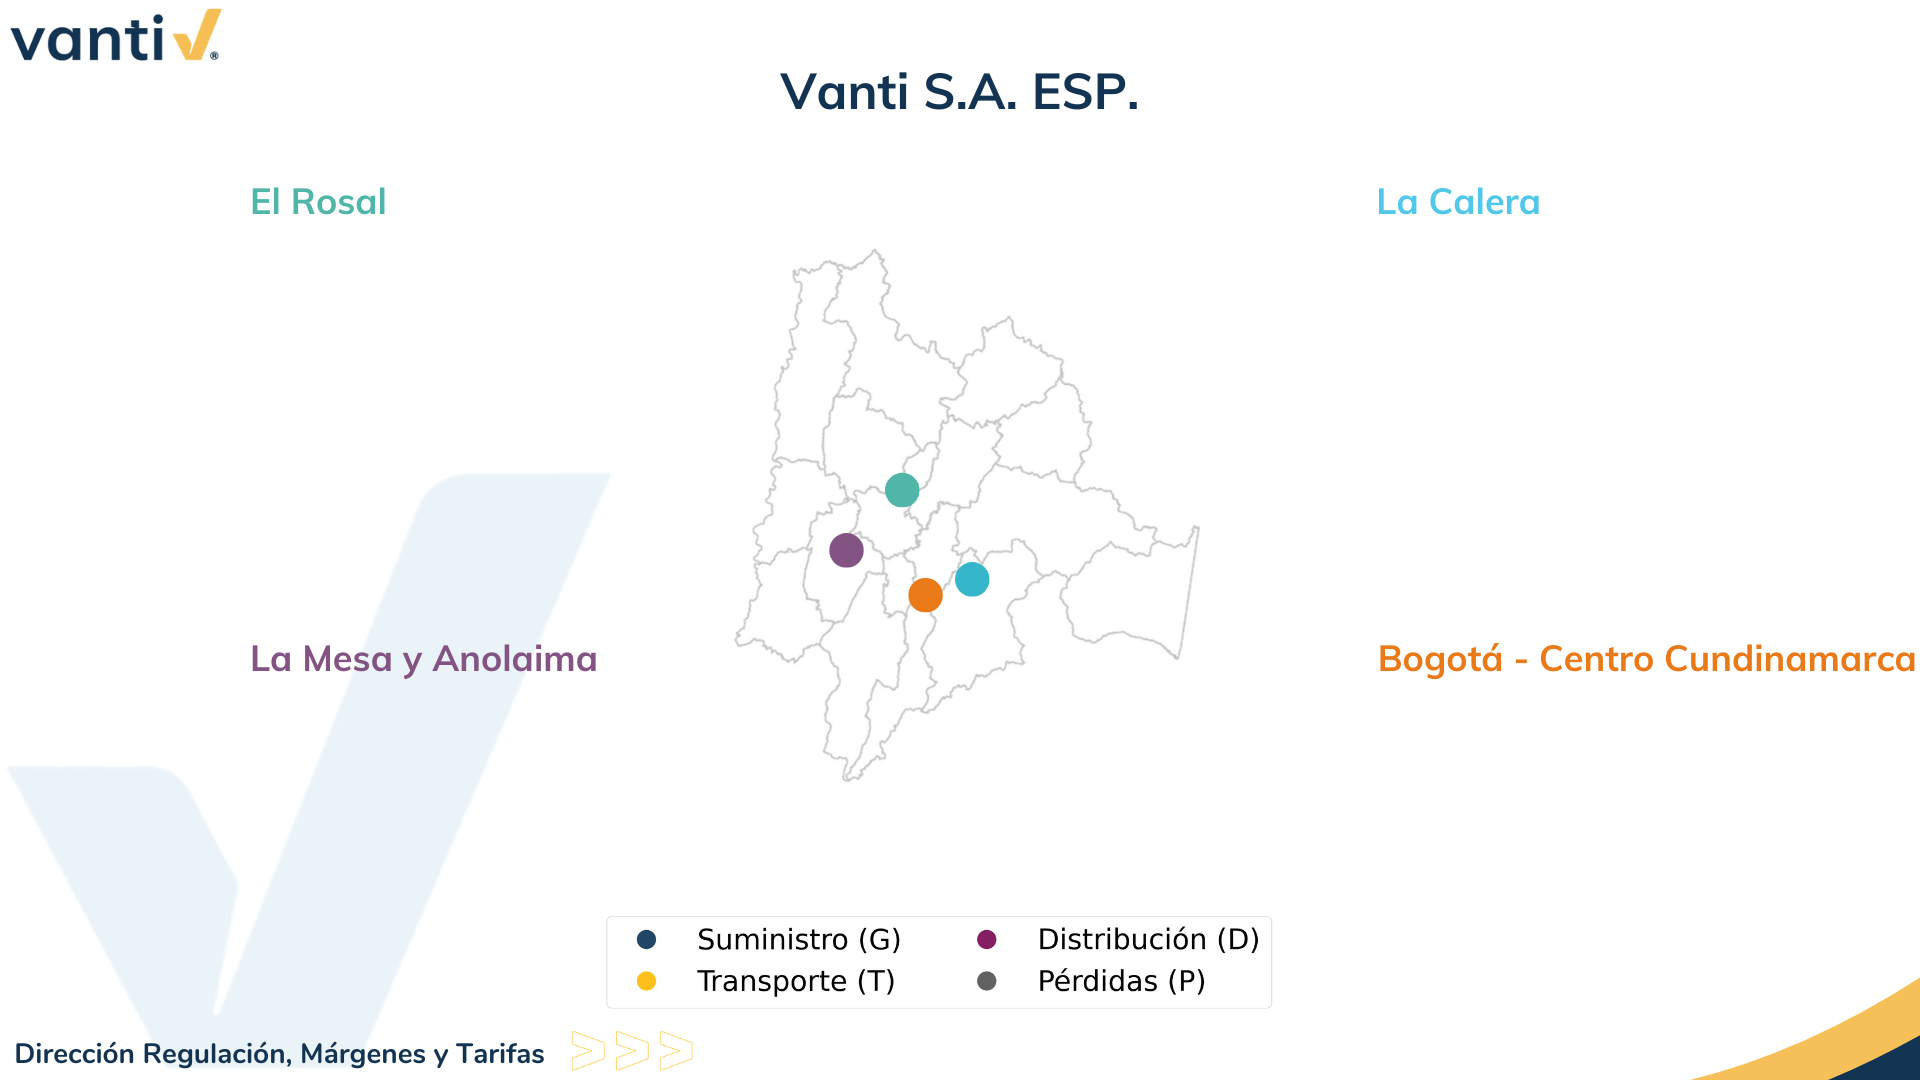 vanti
®
Vanti S.A. ESP.
El Rosal
La Calera
La Mesa y Anolaima
Bogotá - Centro Cundinamarca
Suministro (G)
Distribución (D)
Transporte (T)
Pérdidas (P)
Dirección Regulación, Márgenes y Tarifas